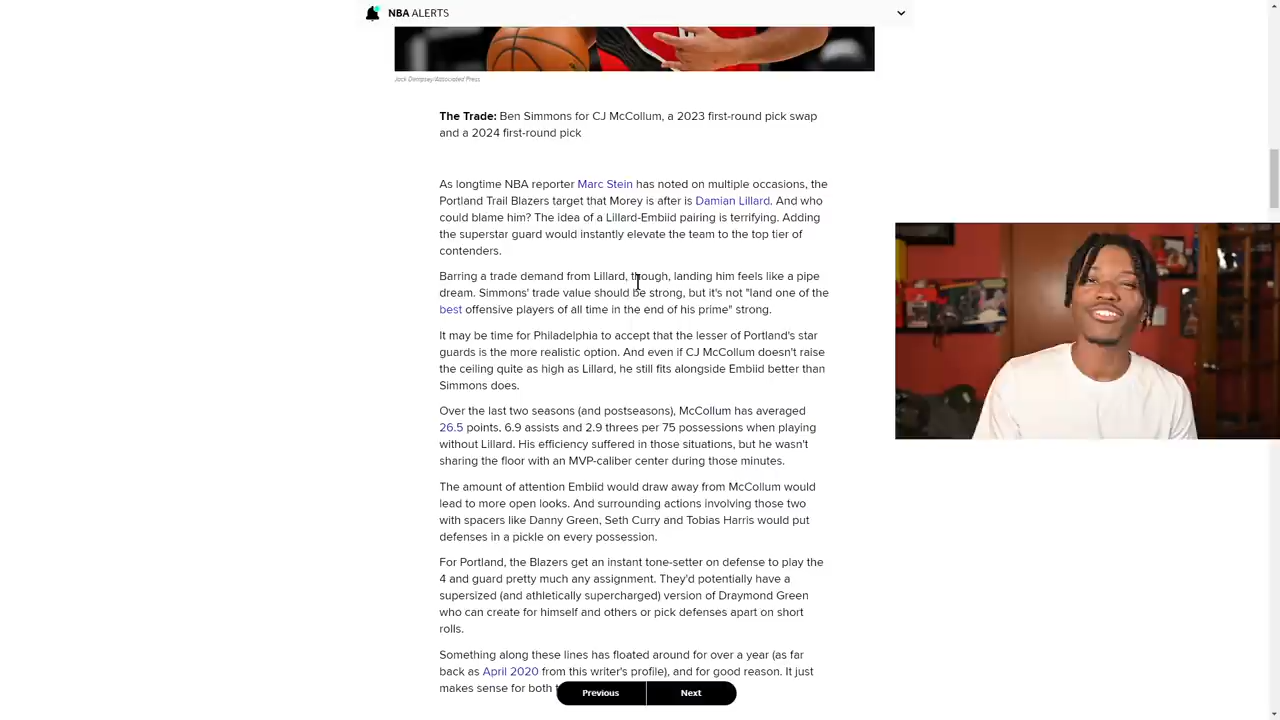 NBA ALERTS
Jack Dempsey/Associated Press
The Trade: Ben Simmons for CJ McCollum, a 2023 first-round pick swap
and a 2024 first-round pick
As longtime NBA reporter Marc Stein has noted on multiple occasions, the
Portland Trail Blazers target that Morey is after is Damian Lillard. And who
could blame him? The idea of a Lillard-Embiid pairing is terrifying. Adding
the superstar guard would instantly elevate the team to the top tier of
contenders.
Barring a trade demand from Lillard, though, landing him feels like a pipe
dream. Simmons' trade value should be strong, but it's not "land one of the
best offensive players of all time in the end of his prime" strong.
It may be time for Philadelphia to accept that the lesser of Portland's star
guards is the more realistic option. And even if CJ McCollum doesn't raise
the ceiling quite as high as Lillard, he still fits alongside Embiid better than
Simmons does.
Over the last two seasons (and postseasons), McCollum has averaged
26.5 points, 6.9 assists and 2.9 threes per 75 possessions when playing
without Lillard. His efficiency suffered in those situations, but he wasn't
sharing the floor with an MVP-caliber center during those minutes.
The amount of attention Embiid would draw away from McCollum would
lead to more open looks. And surrounding actions involving those two
with spacers like Danny Green, Seth Curry and Tobias Harris would put
defenses in a pickle on every possession.
For Portland, the Blazers get an instant tone-setter on defense to play the
4 and guard pretty much any assignment. They'd potentially have a
supersized (and athletically supercharged) version of Draymond Green
who can create for himself and others or pick defenses apart on short
rolls.
Something along these lines has floated around for over a year (as far
back as April 2020 from this writer's profile), and for good reason. It just
makes sense for both
Previous Next